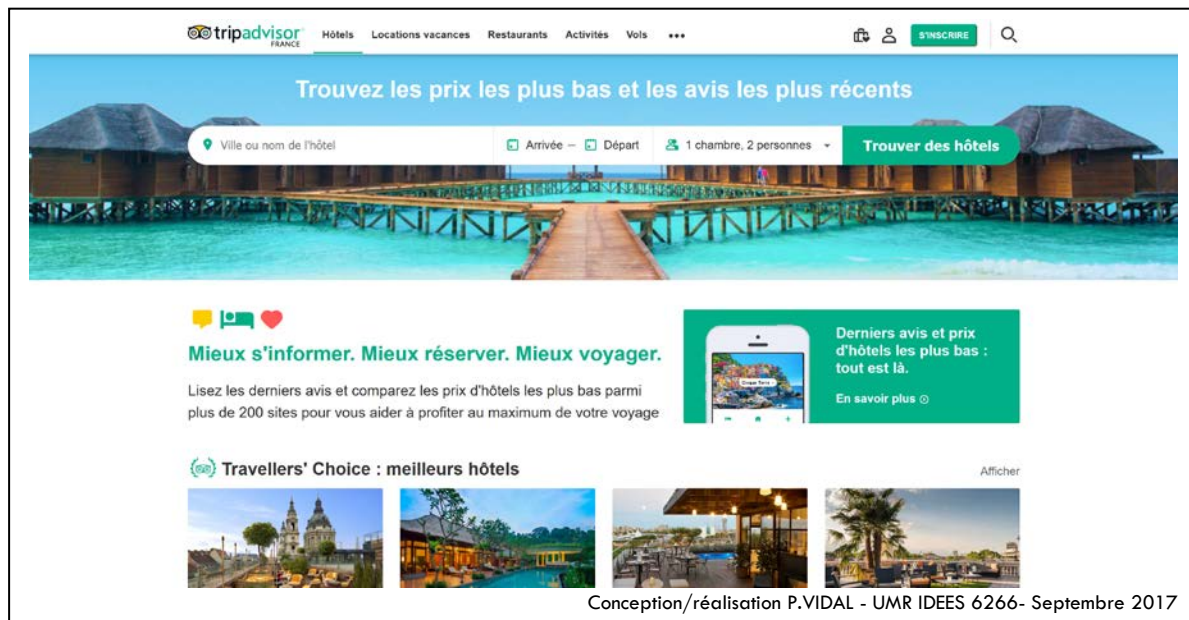 tripadvisor
FRANCE
Hôtels Locations vacances Restaurants Activités Vols •••
S'INSCRIRE
Trouvez les prix les plus bas et les avis les plus récents
Ville ou nom de l'hôtel
Arrivée – Départ
1 chambre, 2 personnes
Trouver des hôtels
Mieux s'informer. Mieux réserver. Mieux voyager.
Lisez les derniers avis et comparez les prix d'hôtels les plus bas parmi
plus de 200 sites pour vous aider à profiter au maximum de votre voyage
Derniers avis et prix
d'hôtels les plus bas :
tout est là.
En savoir plus
Travellers' Choice : meilleurs hôtels
Afficher
Conception/réalisation P.VIDAL - UMR IDEES 6266- Septembre 2017